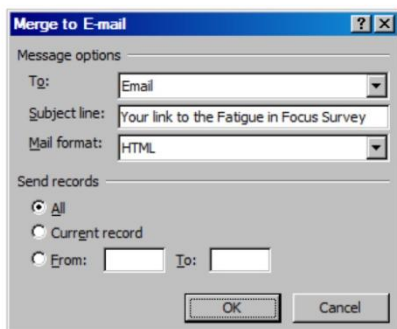 Merge to E-mail
Message options
To: Email
Subject line: Your link to the Fatigue in Focus Survey
Mail format: HTML
Send records
All
Current record
From: To:
OK Cancel